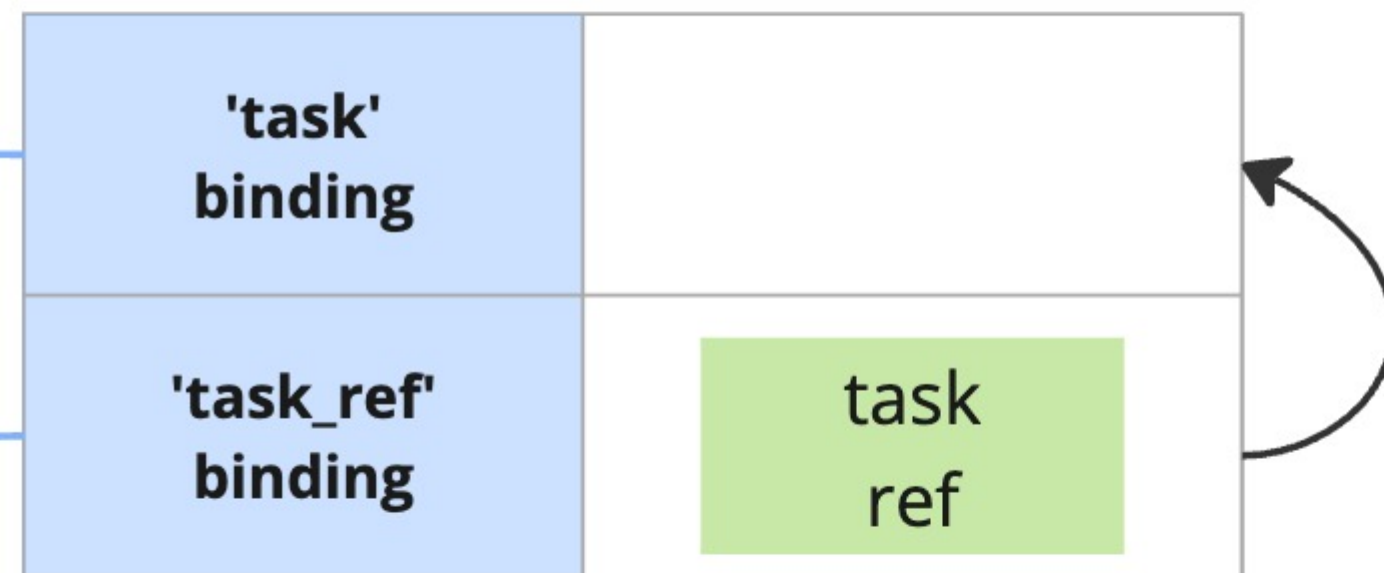 'task'
binding
'task_ref'
binding
task
ref